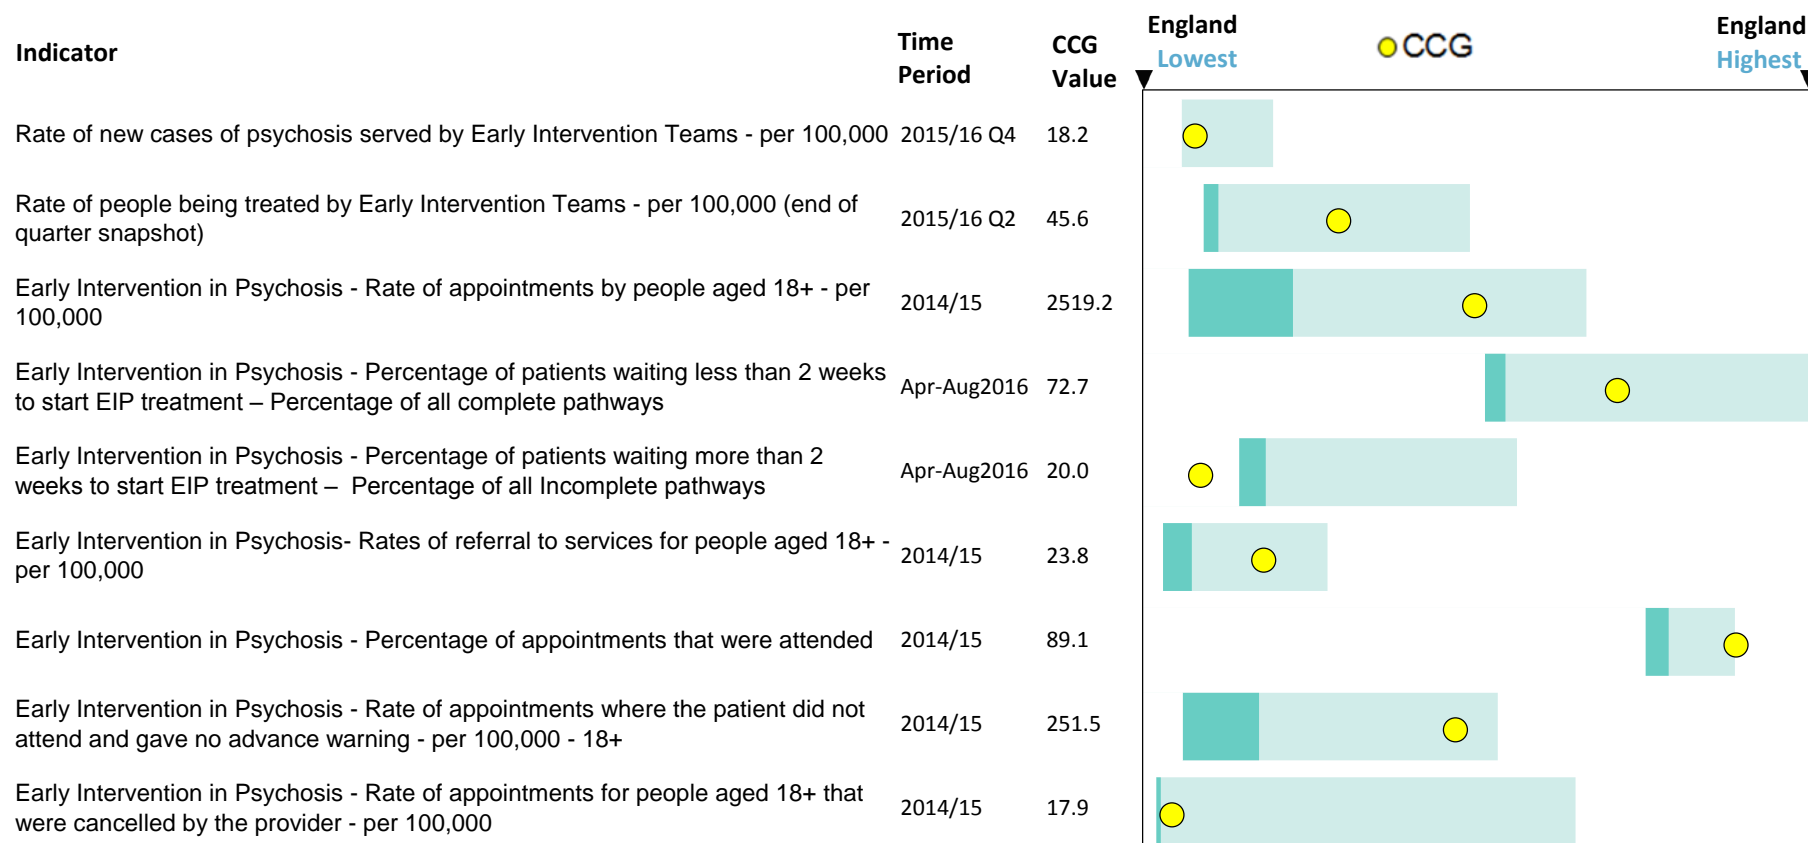 Indicator
Time
Period
CCG
Value
England
Lowest
CCG
England
Highest
Rate of new cases of psychosis served by Early Intervention Teams - per 100,000 2015/16 Q4 18.2
Rate of people being treated by Early Intervention Teams - per 100,000 (end of
quarter snapshot)
2015/16 Q2 45.6
Early Intervention in Psychosis - Rate of appointments by people aged 18+ - per
100,000
2014/15 2519.2
Early Intervention in Psychosis - Percentage of patients waiting less than 2 weeks
to start EIP treatment – Percentage of all complete pathways
Apr-Aug2016 72.7
Early Intervention in Psychosis - Percentage of patients waiting more than 2
weeks to start EIP treatment – Percentage of all Incomplete pathways
Apr-Aug2016 20.0
Early Intervention in Psychosis- Rates of referral to services for people aged 18+ -
per 100,000
2014/15 23.8
Early Intervention in Psychosis - Percentage of appointments that were attended 2014/15 89.1
Early Intervention in Psychosis - Rate of appointments where the patient did not
attend and gave no advance warning - per 100,000 - 18+
2014/15 251.5
Early Intervention in Psychosis - Rate of appointments for people aged 18+ that
were cancelled by the provider - per 100,000
2014/15 17.9